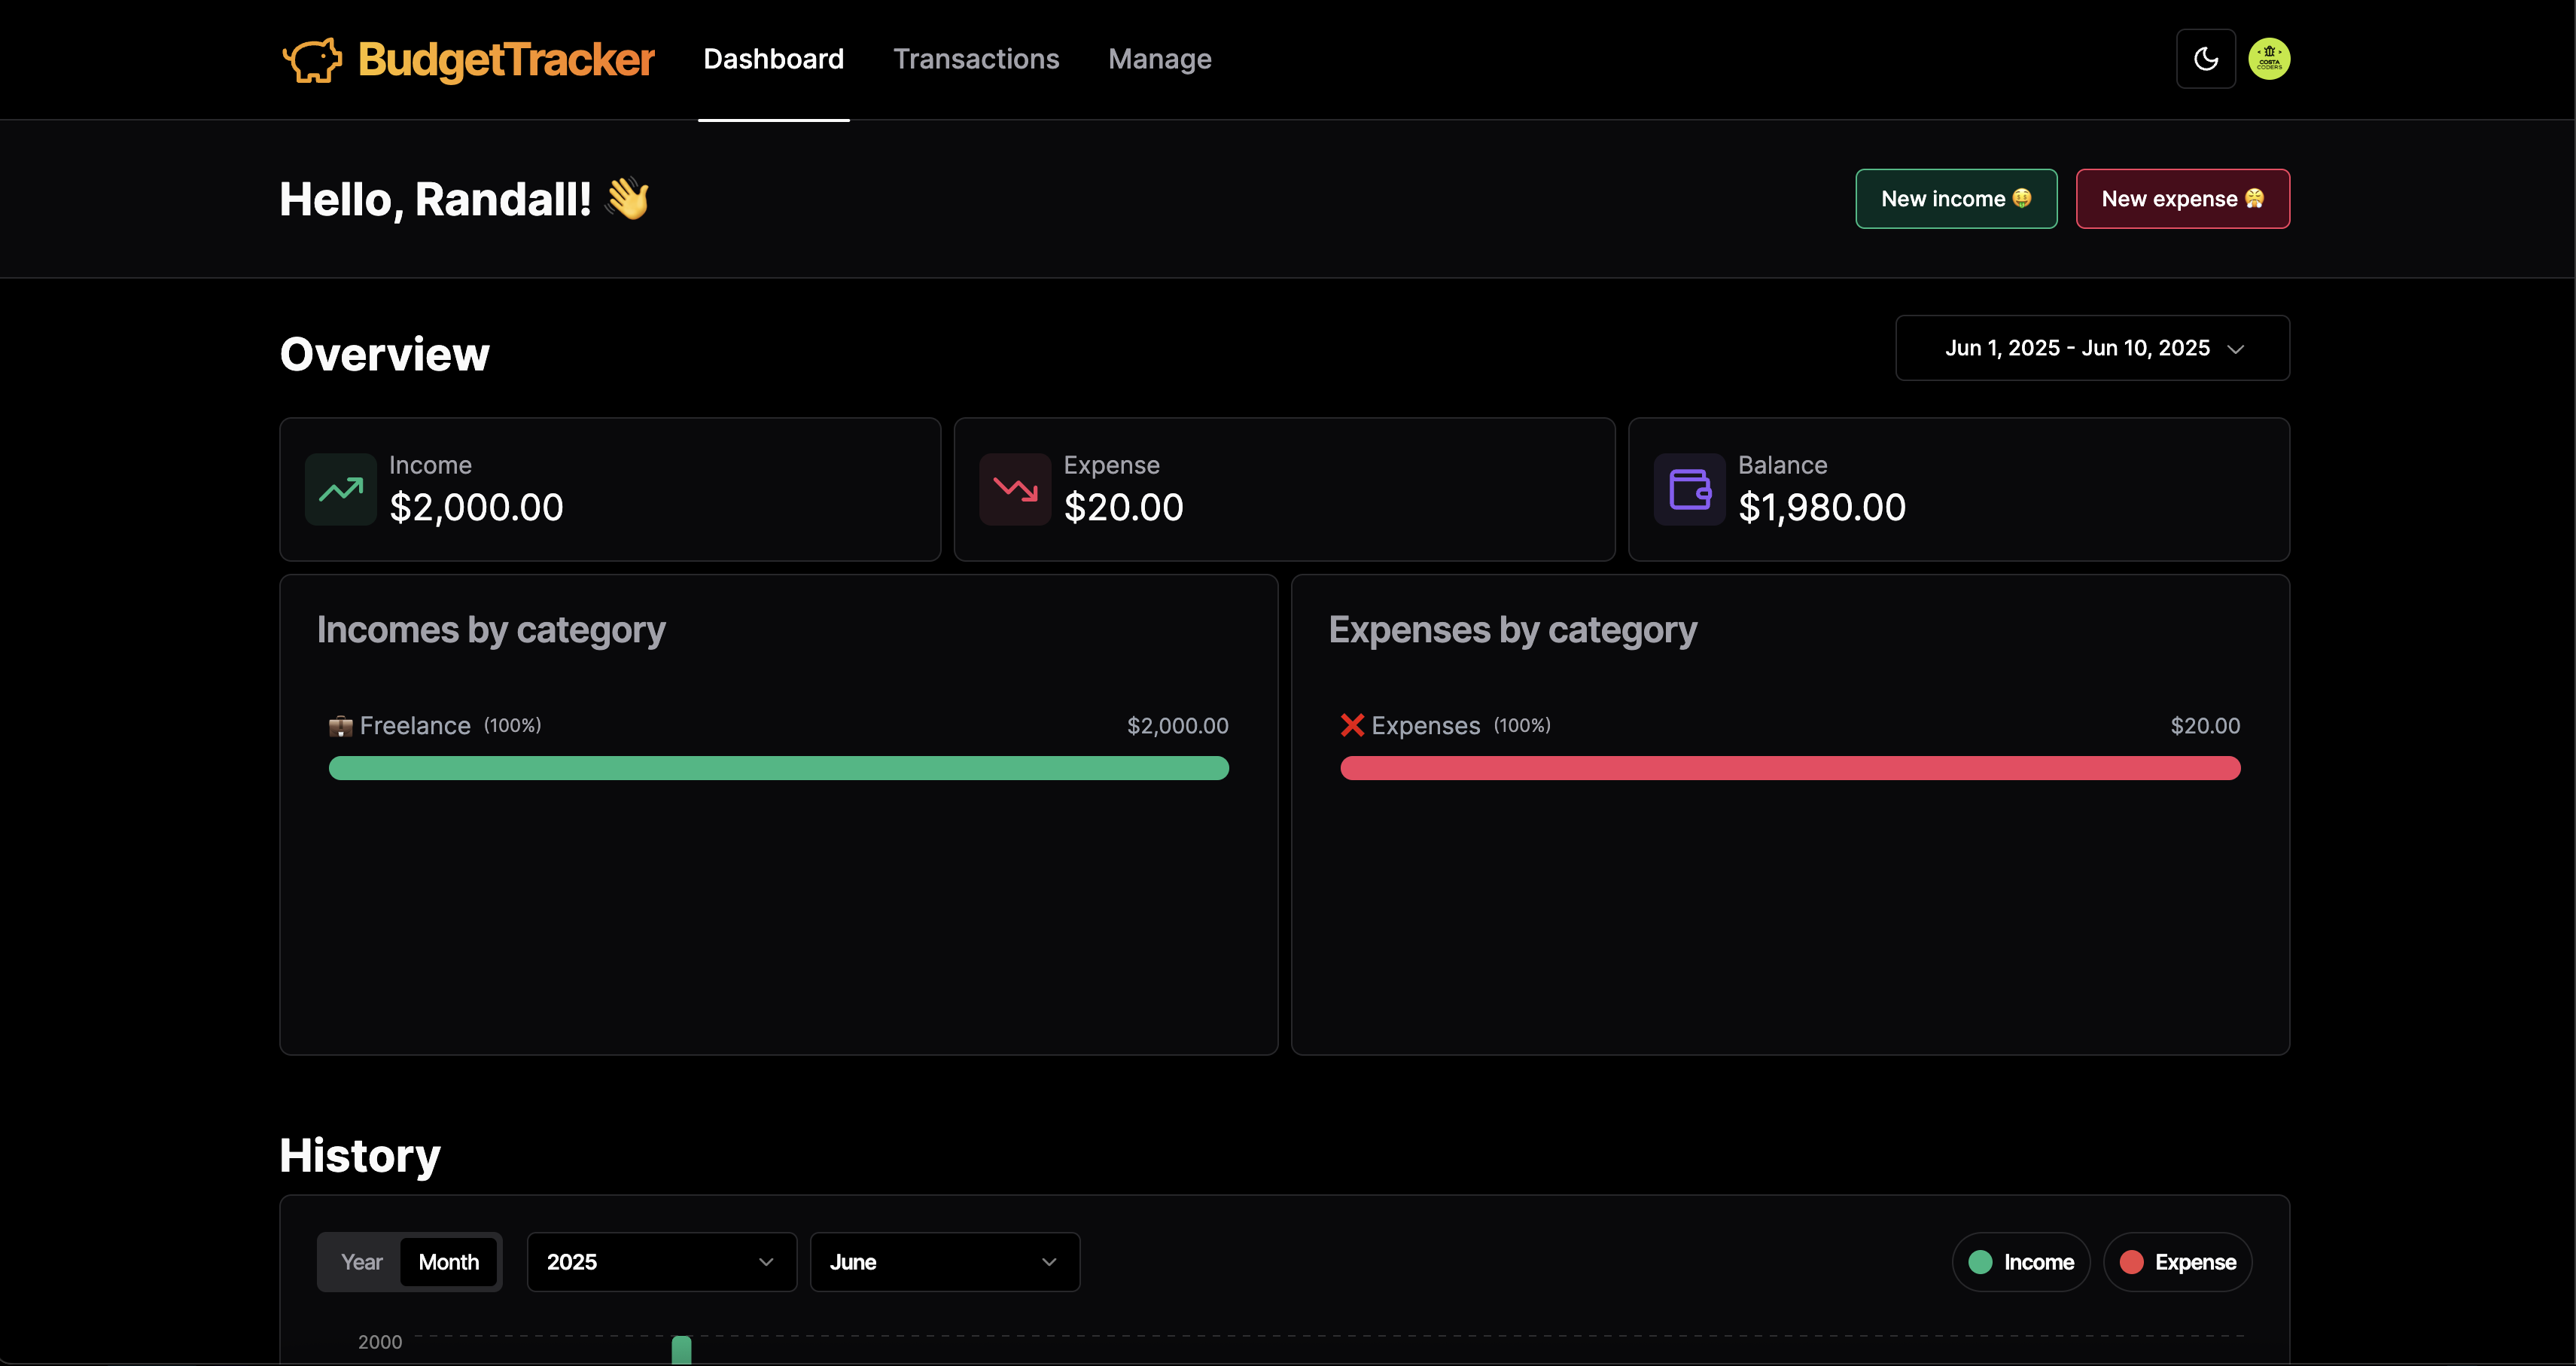 BudgetTracker Dashboard Transactions Manage
COSTA
CODERS
Hello, Randall! 👋 New income 🤑 New expense 😤
Overview Jun 1, 2025 - Jun 10, 2025
Income
$2,000.00
Expense
$20.00
Balance
$1,980.00
Incomes by category
💼 Freelance (100%) $2,000.00
Expenses by category
❌ Expenses (100%) $20.00
History
Year Month 2025 June Income Expense
2000